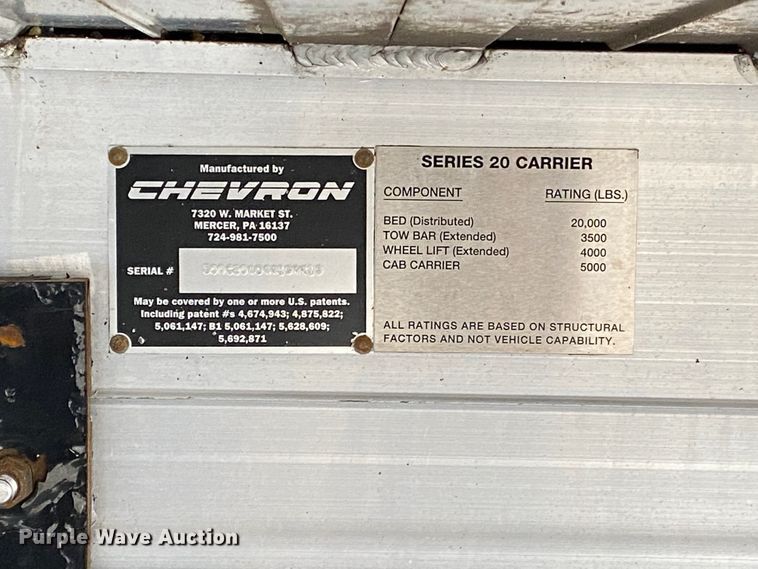 Manufactured by
CHEVRON
7320 W. MARKET ST.
MERCER, PA 16137
724-981-7500
SERIAL #
May be covered by one or more U.S. patents.
Including patent #s 4,674,943; 4,875,822;
5,061,147; B1 5,061,147; 5,628,609;
5,692,871
SERIES 20 CARRIER
COMPONENT RATING (LBS.)
BED (Distributed) 20,000
TOW BAR (Extended) 3500
WHEEL LIFT (Extended) 4000
CAB CARRIER 5000
ALL RATINGS ARE BASED ON STRUCTURAL
FACTORS AND NOT VEHICLE CAPABILITY.
Purple Wave Auction